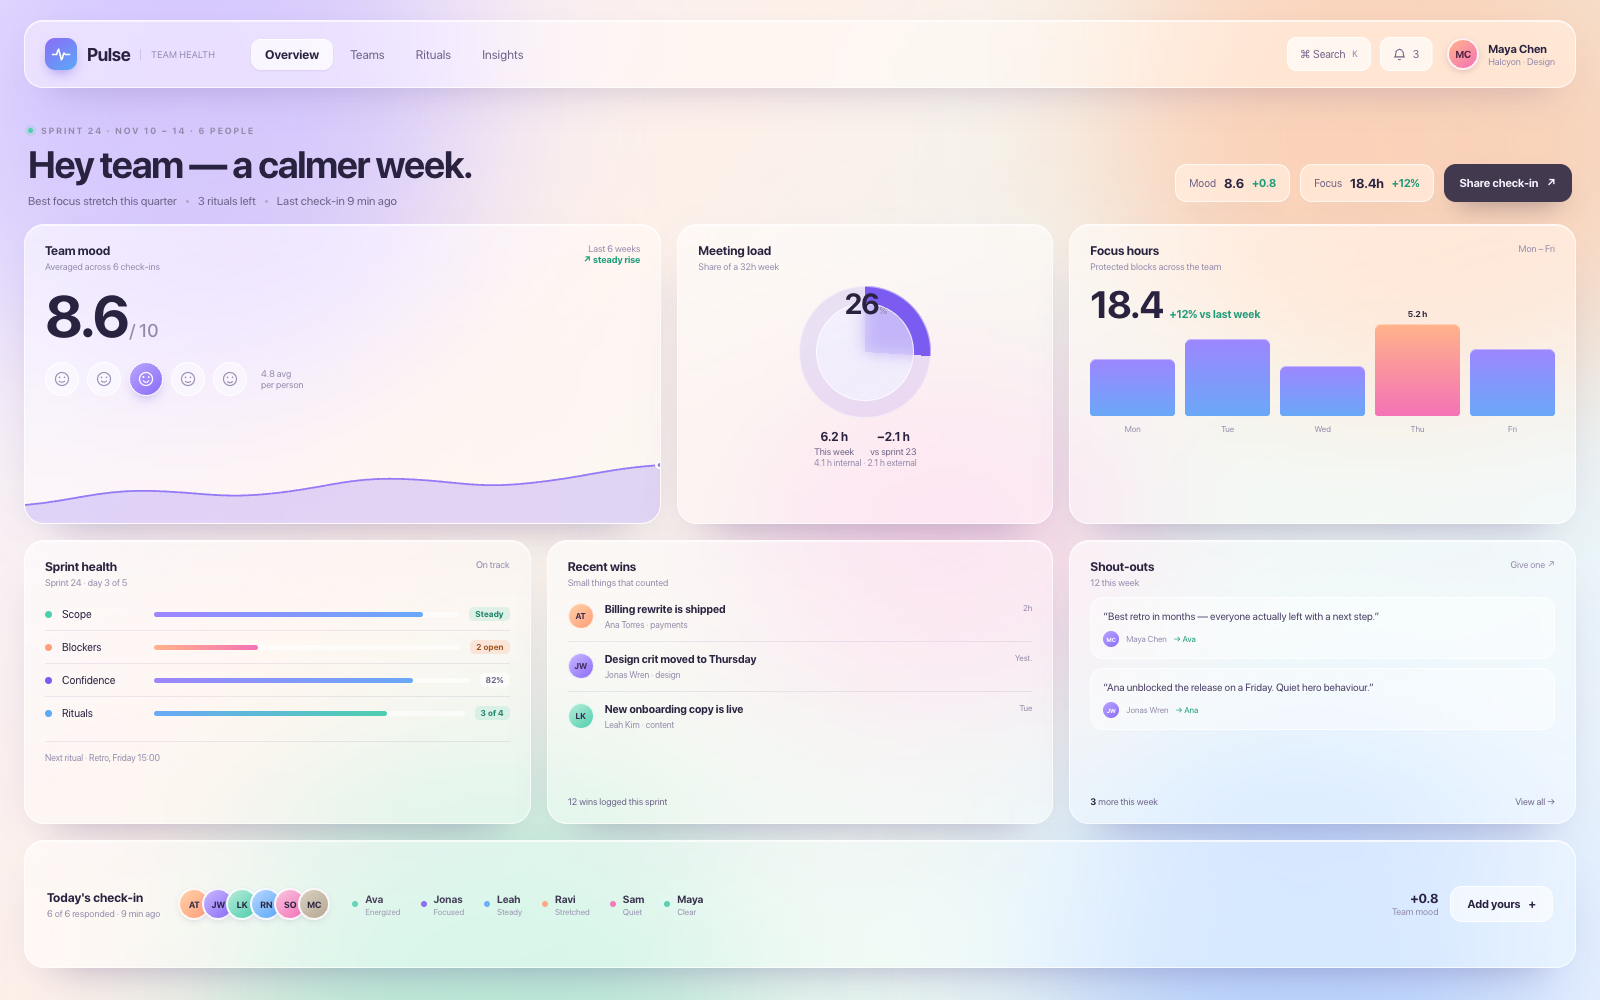 Pulse
TEAM HEALTH
Overview
Teams
Rituals
Insights
⌘ Search K
3
MC
Maya Chen
Halcyon · Design
SPRINT 24 · NOV 10 – 14 · 6 PEOPLE
Hey team — a calmer week.
Best focus stretch this quarter • 3 rituals left • Last check-in 9 min ago
Mood 8.6 +0.8
Focus 18.4h +12%
Share check-in ↗
Team mood
Averaged across 6 check-ins
Last 6 weeks
↗ steady rise
8.6 / 10
4.8 avg
per person
Meeting load
Share of a 32h week
26%
6.2 h
This week
−2.1 h
vs sprint 23
4.1 h internal · 2.1 h external
Focus hours
Protected blocks across the team
Mon – Fri
18.4 +12% vs last week
5.2 h
Mon
Tue
Wed
Thu
Fri
Sprint health
Sprint 24 · day 3 of 5
On track
Scope
Steady
Blockers
2 open
Confidence
82%
Rituals
3 of 4
Next ritual · Retro, Friday 15:00
Recent wins
Small things that counted
AT
Billing rewrite is shipped
Ana Torres · payments
2h
JW
Design crit moved to Thursday
Jonas Wren · design
Yest.
LK
New onboarding copy is live
Leah Kim · content
Tue
12 wins logged this sprint
Shout-outs
12 this week
Give one ↗
“Best retro in months — everyone actually left with a next step.”
MC
Maya Chen → Ava
“Ana unblocked the release on a Friday. Quiet hero behaviour.”
JW
Jonas Wren → Ana
3 more this week
View all →
Today's check-in
6 of 6 responded · 9 min ago
AT JW LK RN SO MC
Ava
Energized
Jonas
Focused
Leah
Steady
Ravi
Stretched
Sam
Quiet
Maya
Clear
+0.8
Team mood
Add yours +